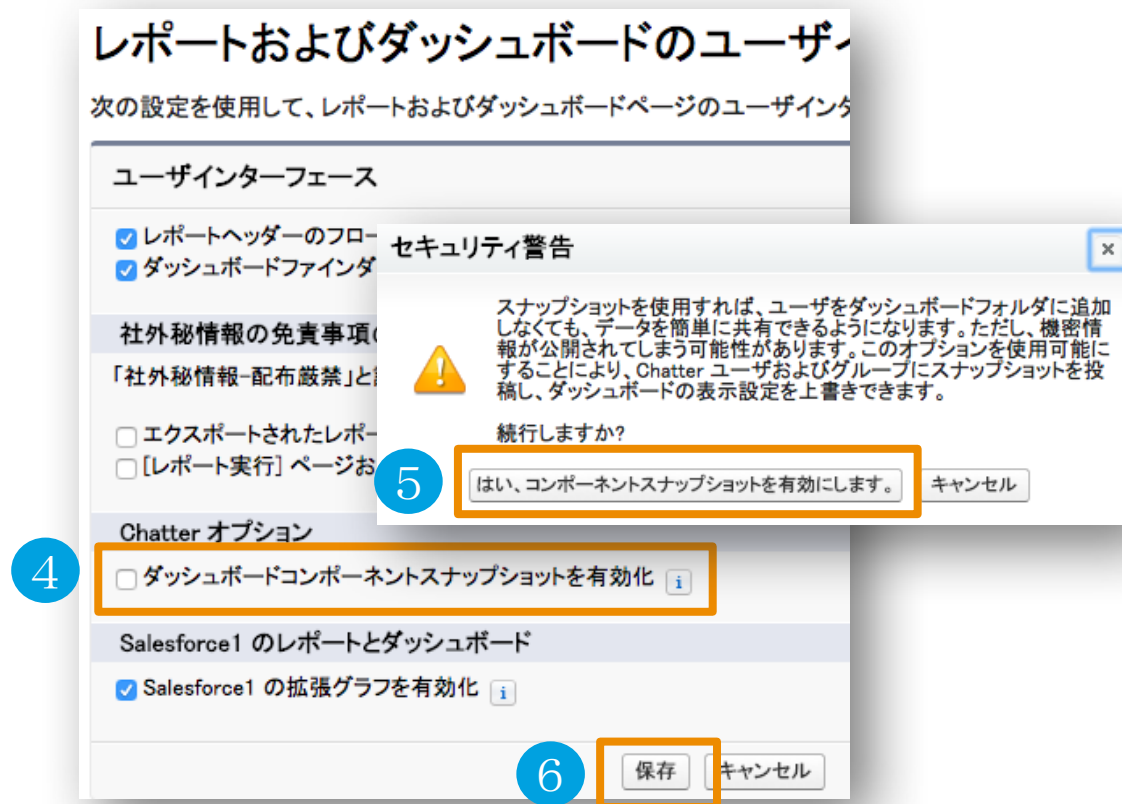 レポートおよびダッシュボードのユーザイ
次の設定を使用して、レポートおよびダッシュボードページのユーザインタ
ユーザインターフェース
レポートヘッダーのフロー
ダッシュボードファインダ
社外秘情報の免責事項
「社外秘情報-配布厳禁」と
エクスポートされたレポー
[レポート実行] ページお
セキュリティ警告
スナップショットを使用すれば、ユーザをダッシュボードフォルダに追加
しなくても、データを簡単に共有できるようになります。ただし、機密情
報が公開されてしまう可能性があります。このオプションを使用可能に
することにより、Chatter ユーザおよびグループにスナップショットを投
稿し、ダッシュボードの表示設定を上書きできます。
続行しますか?
5 はい、コンポーネントスナップショットを有効にします。 キャンセル
Chatter オプション
4 ダッシュボードコンポーネントスナップショットを有効化 i
Salesforce1 のレポートとダッシュボード
Salesforce1 の拡張グラフを有効化 i
6 保存 キャンセル